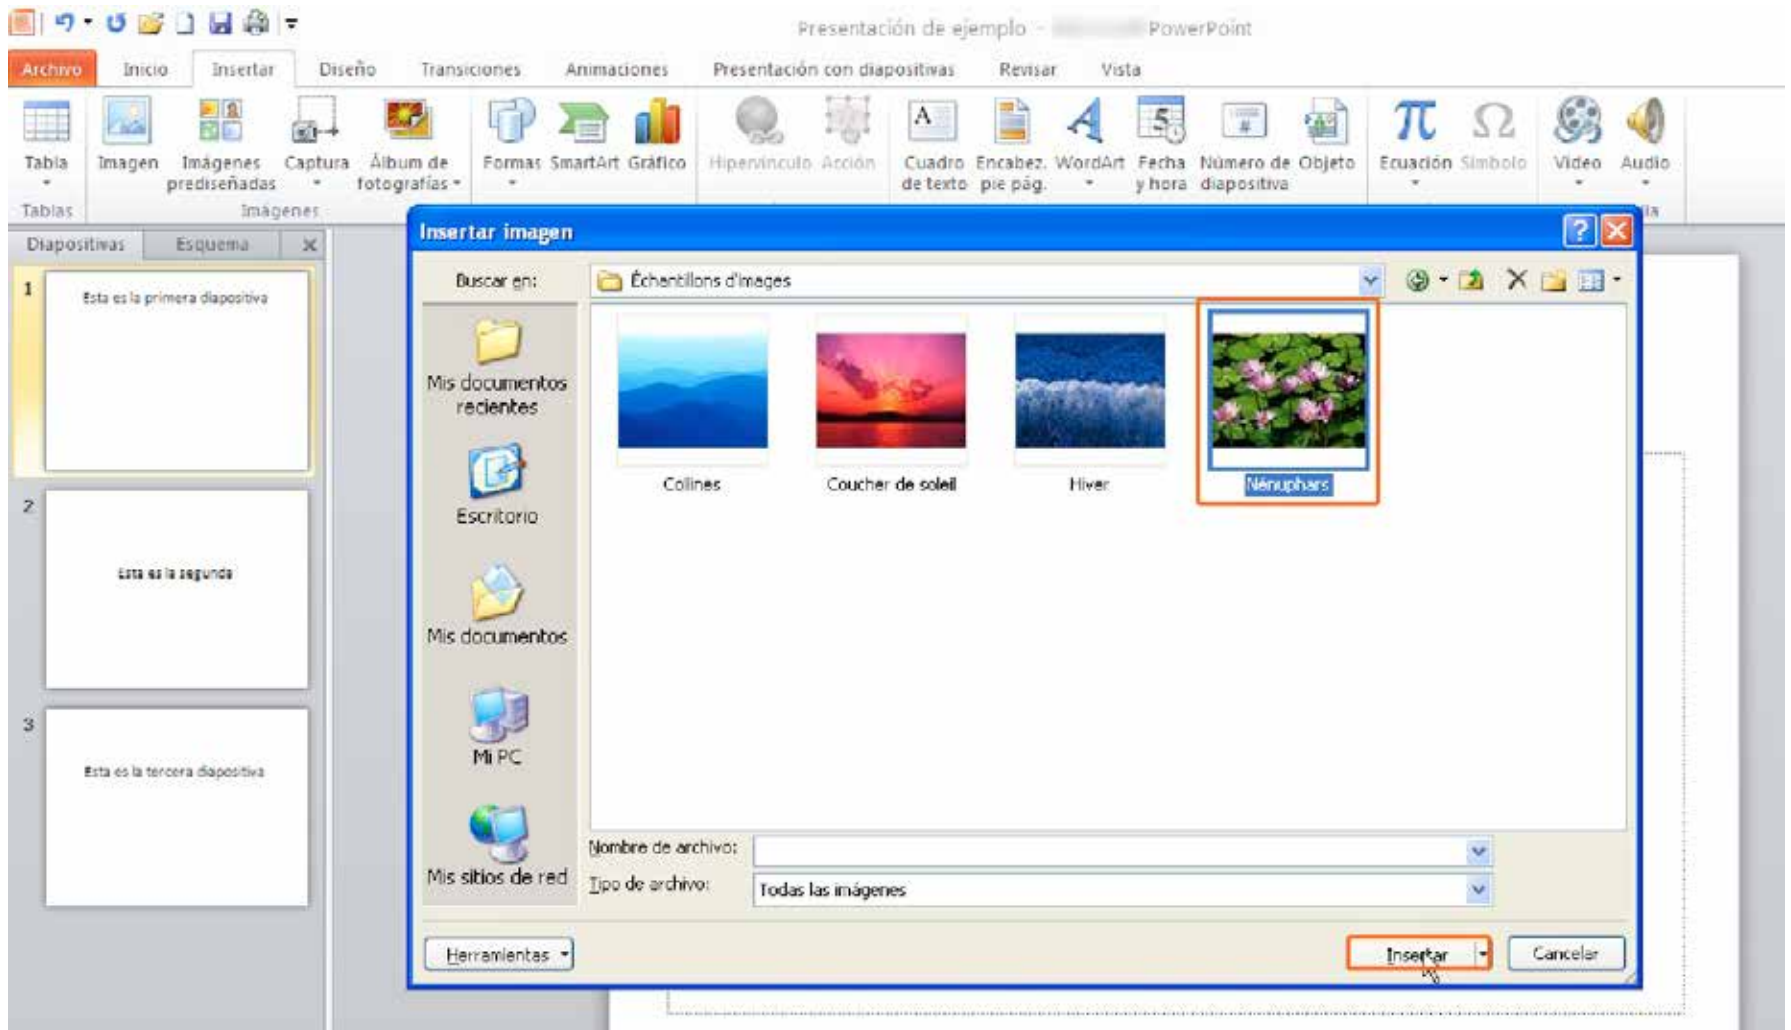 Presentación de ejemplo - PowerPoint
Archivo Inicio Insertar Diseño Transiciones Animaciones Presentación con diapositivas Revisar Vista
Tabla Imagen Imágenes prediseñadas Captura Álbum de fotografías Formas SmartArt Gráfico Hipervínculo Acción Cuadro de texto Encabez. pie pág. WordArt Fecha y hora Número de diapositiva Objeto Ecuación Símbolo Video Audio
Tablas Imágenes
Diapositivas Esquema
Insertar imagen
Buscar en: Échantillons d'images
1
Esta es la primera diapositiva
2
Esta es la segunda
3
Esta es la tercera diapositiva
Mis documentos
recientes
Escritorio
Mis documentos
Mi PC
Mis sitios de red
Colines Coucher de soleil Hiver Nénuphars
Nombre de archivo:
Tipo de archivo: Todas las imágenes
Herramientas Insertar Cancelar